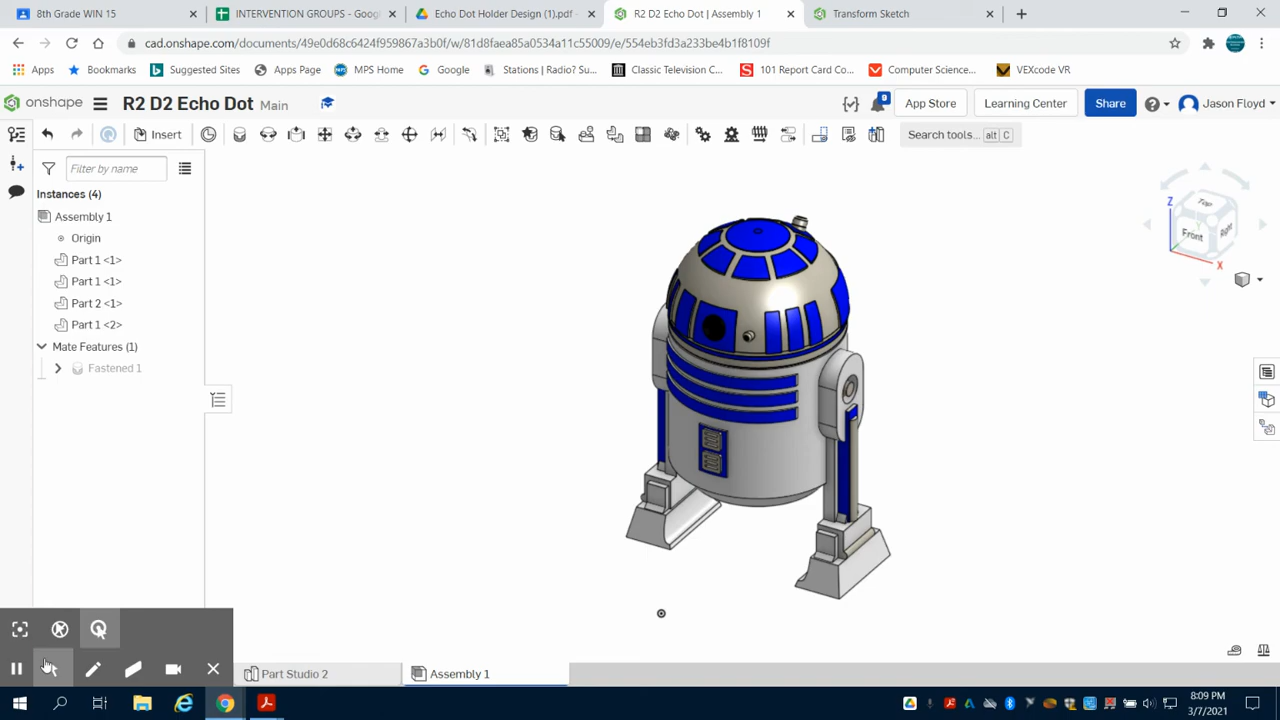 8th Grade WIN 15
INTERVENTION GROUPS - Goog
Echo Dot Holder Design (1).pdf -
R2 D2 Echo Dot | Assembly 1
Transform Sketch
cad.onshape.com/documents/49e0d68c6424f959867a3b0f/w/81d8faea85a0534a11c55009/e/554eb3fd3a233be4b1f8109f
Apps
Bookmarks
Suggested Sites
Apps Page
MPS Home
Google
Stations | Radio? Su...
Classic Television C...
101 Report Card Co...
Computer Science...
VEXcode VR
onshape
R2 D2 Echo Dot Main
9
App Store
Learning Center
Share
Jason Floyd
Insert
Search tools... alt C
Filter by name
Instances (4)
Assembly 1
Origin
Part 1 <1>
Part 1 <1>
Part 2 <1>
Part 1 <2>
Mate Features (1)
Fastened 1
Z
Top
Front
Right
X
Part Studio 2
Assembly 1
8:09 PM
3/7/2021